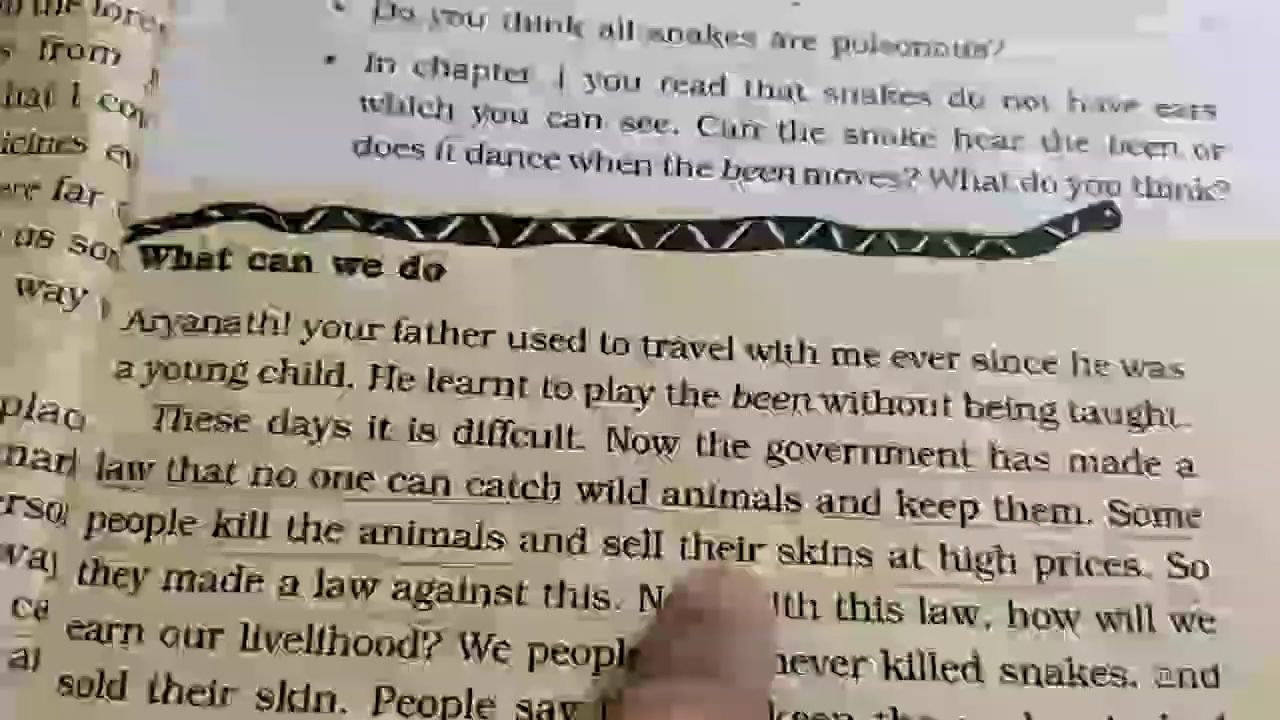 Do you think all snakes are poisonous?
In chapter 1 you read that snakes do not have ears
which you can see. Can the snake hear the been or
does it dance when the been moves? What do you think?
from
far
as
way
What can we do
Aryanath! your father used to travel with me ever since he was
a young child. He learnt to play the been without being taught.
These days it is diffcult. Now the government has made a
law that no one can catch wild animals and keep them. Some
people kill the animals and sell their skins at high prices. So
they made a law against this. this law, how will we
earn our livelihood? We never killed snakes, and
sold their skin. People say